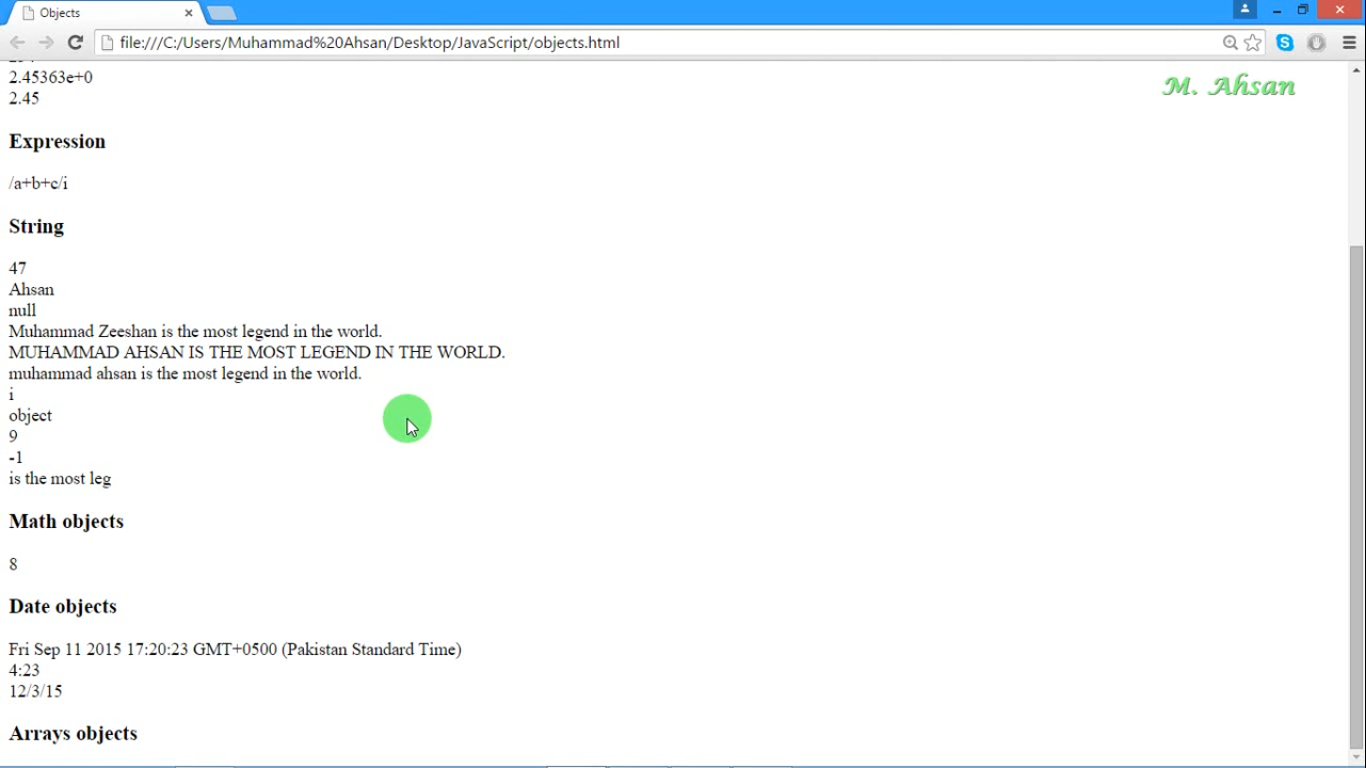 Objects
file:///C:/Users/Muhammad%20Ahsan/Desktop/JavaScript/objects.html
M. Ahsan
2.45363e+0
2.45
Expression
/a+b+c/i
String
47
Ahsan
null
Muhammad Zeeshan is the most legend in the world.
MUHAMMAD AHSAN IS THE MOST LEGEND IN THE WORLD.
muhammad ahsan is the most legend in the world.
i
object
9
-1
is the most leg
Math objects
8
Date objects
Fri Sep 11 2015 17:20:23 GMT+0500 (Pakistan Standard Time)
4:23
12/3/15
Arrays objects